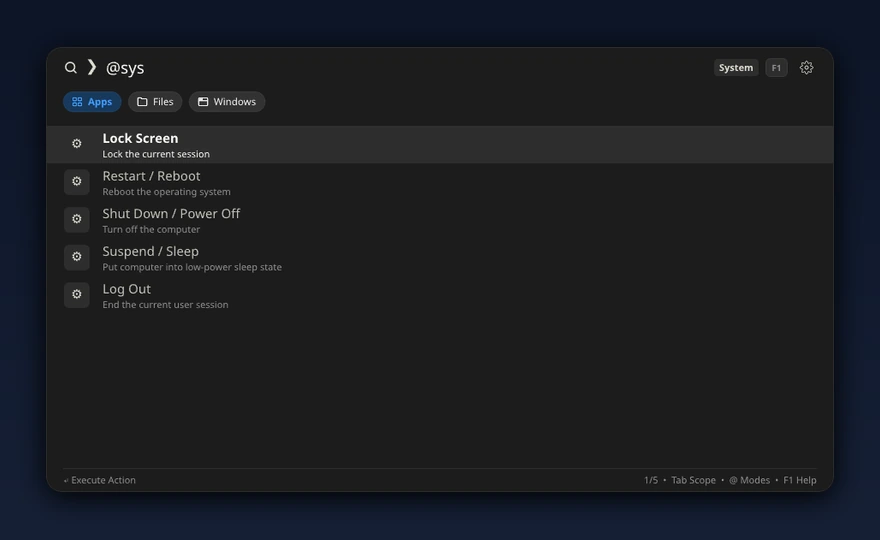 ❯ @sys
System F1
Apps Files Windows
Lock Screen
Lock the current session
Restart / Reboot
Reboot the operating system
Shut Down / Power Off
Turn off the computer
Suspend / Sleep
Put computer into low-power sleep state
Log Out
End the current user session
↵ Execute Action
1/5 • Tab Scope • @ Modes • F1 Help